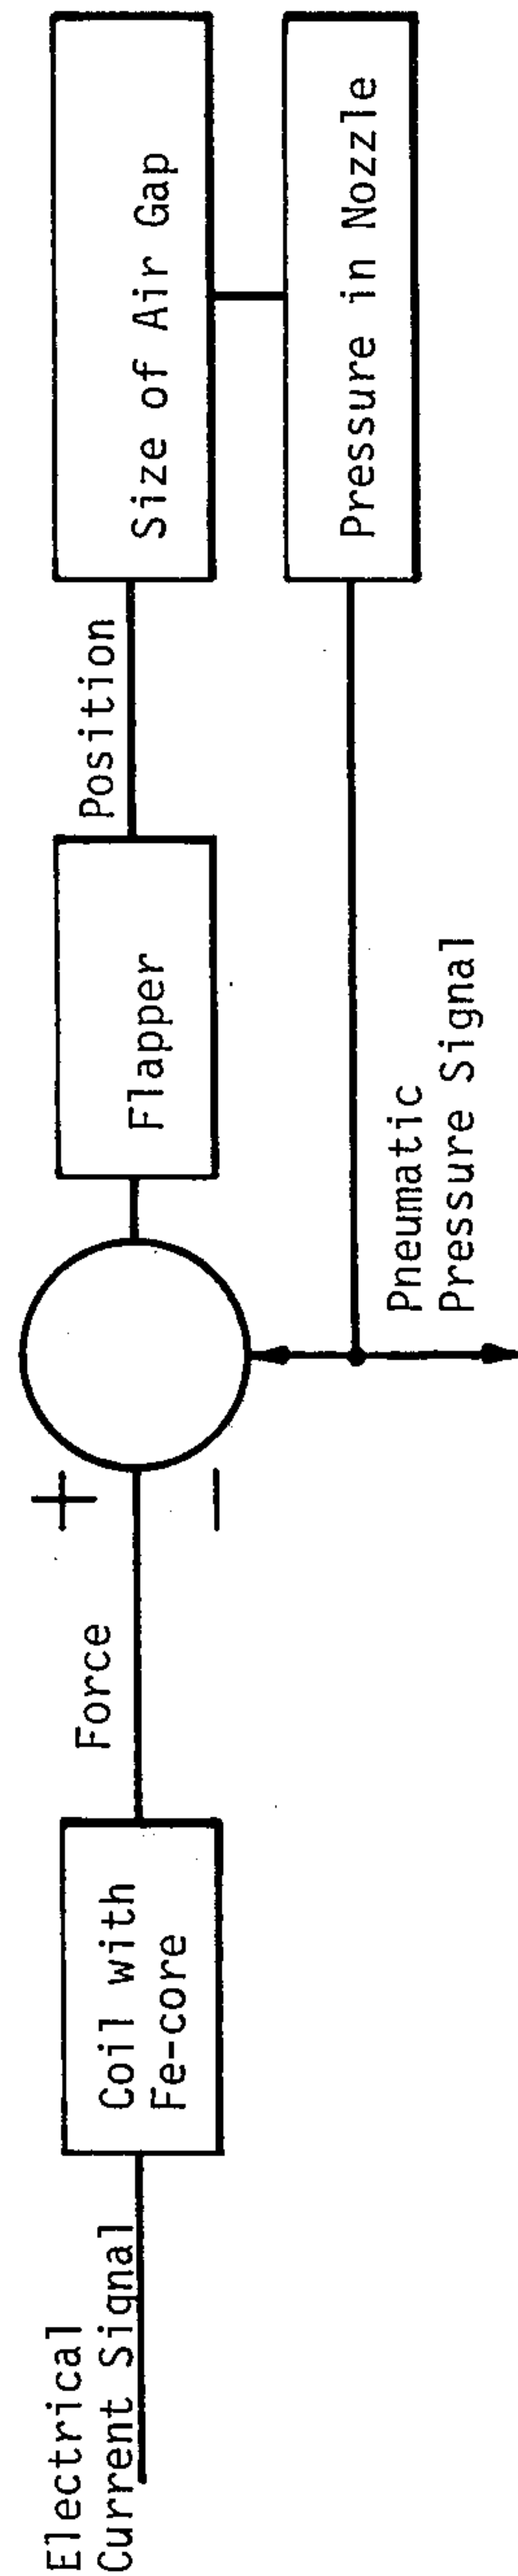 Electrical
Current Signal
Coil with
Fe-core
Force
+
−
Flapper
Position
Size of Air Gap
Pressure in Nozzle
Pneumatic
Pressure Signal